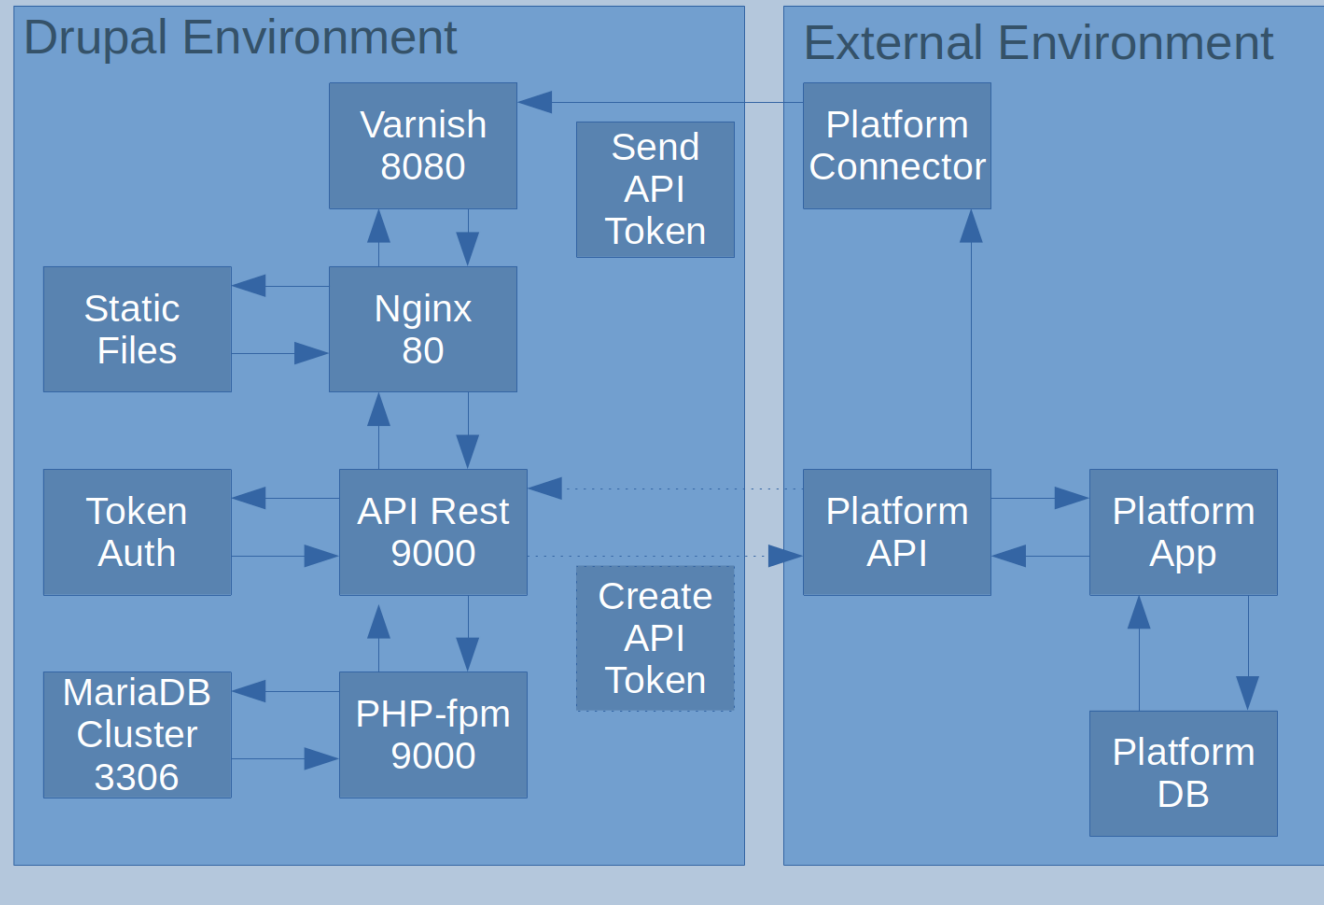 Drupal Environment
External Environment
Varnish
8080
Send
API
Token
Platform
Connector
Static
Files
Nginx
80
Token
Auth
API Rest
9000
Create
API
Token
Platform
API
Platform
App
MariaDB
Cluster
3306
PHP-fpm
9000
Platform
DB